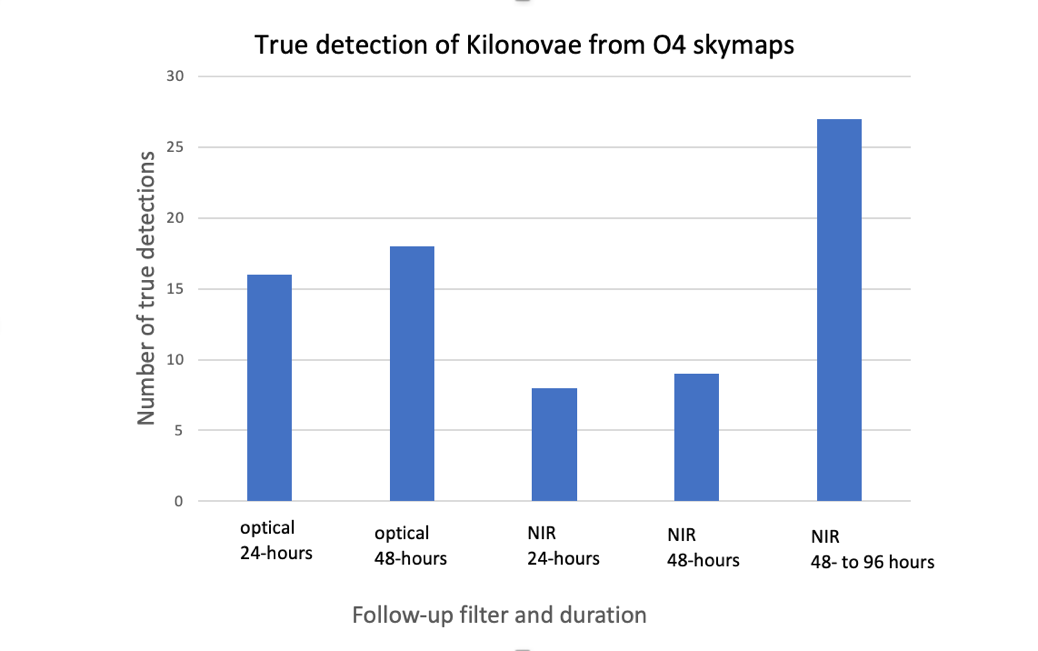 True detection of Kilonovae from O4 skymaps
30
25
20
15
10
5
0
Number of true detections
optical
24-hours
optical
48-hours
NIR
24-hours
NIR
48-hours
NIR
48- to 96 hours
Follow-up filter and duration